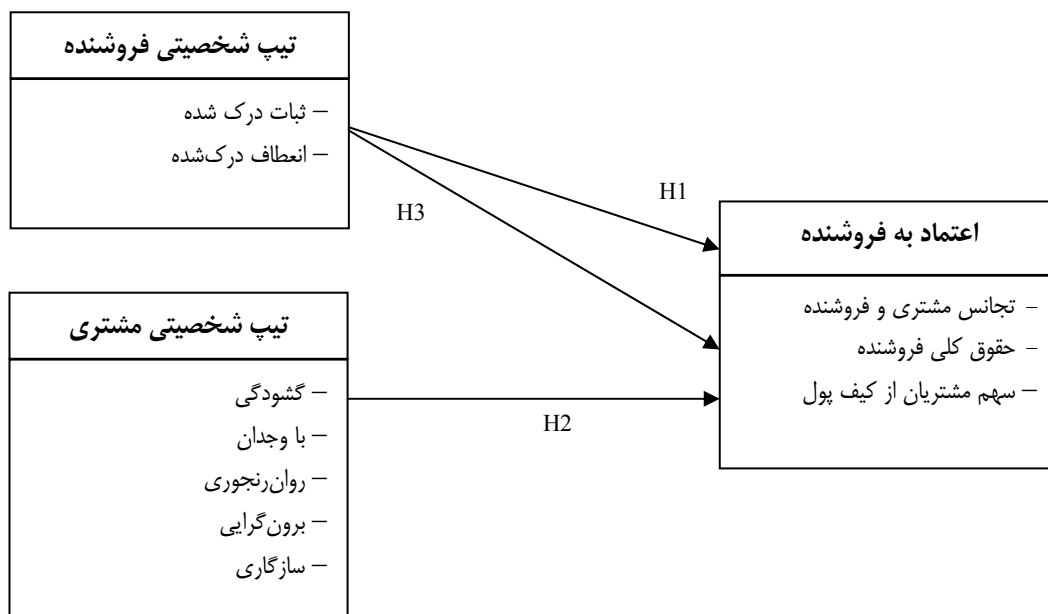 تیپ شخصیتی فروشنده
– ثبات درک شده
– انعطاف درک‌شده
H1
H3
اعتماد به فروشنده
- تجانس مشتری و فروشنده
- حقوق کلی فروشنده
– سهم مشتریان از کیف پول
تیپ شخصیتی مشتری
– گشودگی
– با وجدان
– روان‌رنجوری
– برون‌گرایی
– سازگاری
H2